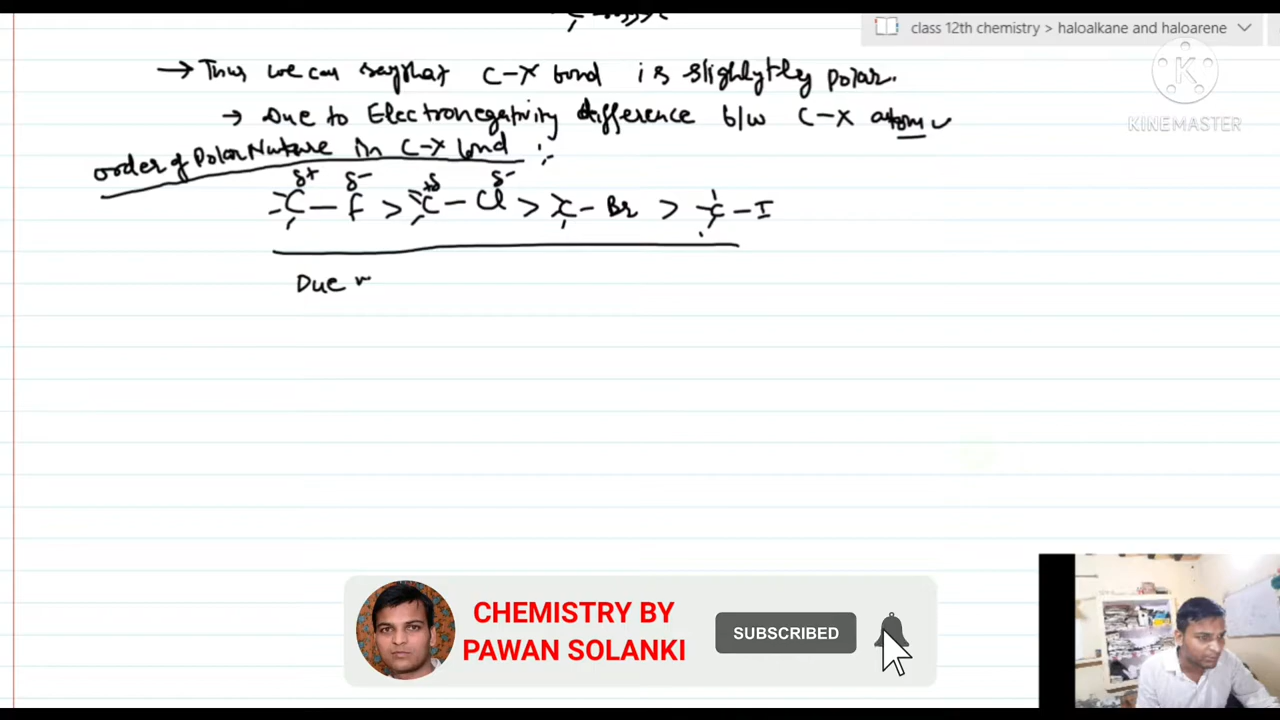 class 12th chemistry > haloalkane and haloarene
K
KINEMASTER
→ Thus we can say that C-X bond is slighlytly polar.
→ Due to Electronegativity difference b/w C-X atom
order of Polar Nature in C-X bond :-
δ+ δ- +δ δ-
C - F > C - Cl > C - Br > C - I
Due
CHEMISTRY BY
PAWAN SOLANKI
SUBSCRIBED